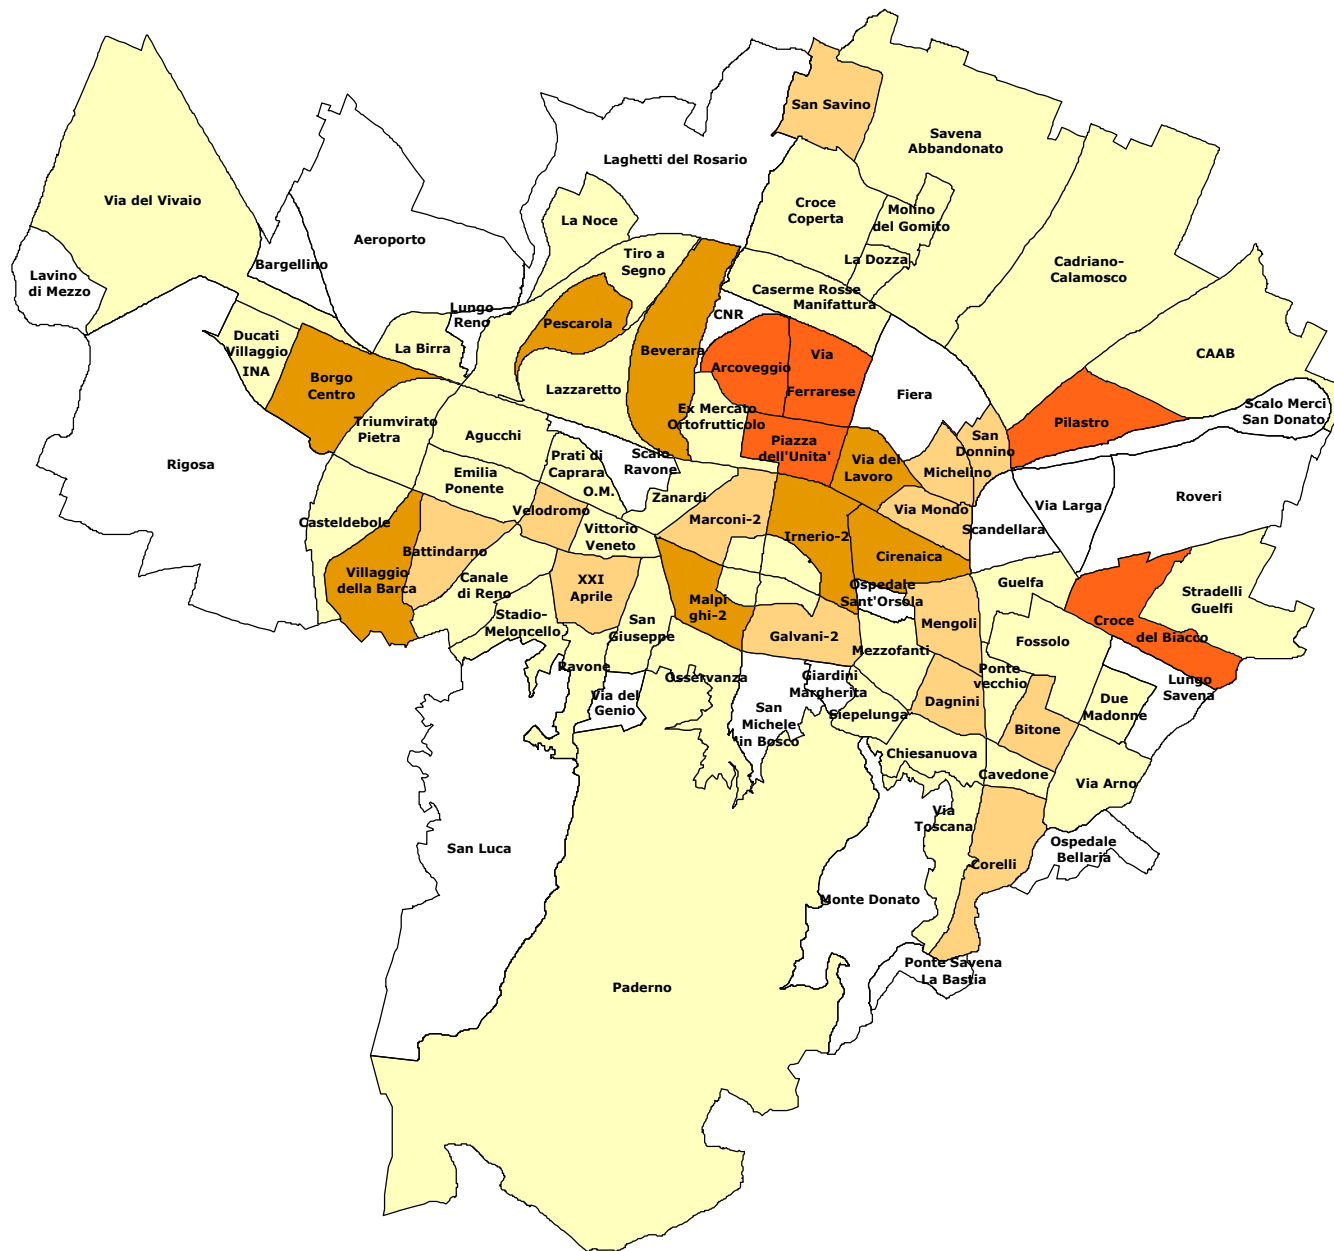 San Savino
Savena
Abbandonato
Laghetti del Rosario
Via del Vivaio
La Noce
Croce
Coperta
Molino
del Gomito
Aeroporto
Bargellino
Tiro a
Segno
La Dozza
Cadriano-
Calamosco
Lavino
di Mezzo
Caserme Rosse
Manifattura
Lungo
Reno
CNR
Pescarola
Ducati
Villaggio
INA
La Birra
Beverara
Via
Ferrarese
CAAB
Arcoveggio
Borgo
Centro
Lazzaretto
Fiera
Scalo Merci
San Donato
Ex Mercato
Ortofrutticolo
Pilastro
Triumvirato
Pietra
Agucchi
Piazza
dell'Unita'
San
Donnino
Rigosa
Prati di
Caprara
O.M.
Scalo
Ravone
Via del
Lavoro
Michelino
Emilia
Ponente
Zanardi
Roveri
Via Larga
Casteldebole
Velodromo
Vittorio
Veneto
Marconi-2
Via Mondo
Scandellara
Irnerio-2
Battindarno
Cirenaica
Villaggio
della Barca
Canale
di Reno
XXI
Aprile
Ospedale
Sant'Orsola
Guelfa
Stradelli
Guelfi
Malpi
ghi-2
Stadio-
Meloncello
San
Giuseppe
Galvani-2
Mengoli
Croce
del Biacco
Fossolo
Mezzofanti
Ravone
Osservanza
Giardini
Margherita
Ponte
vecchio
Lungo
Savena
Via del
Genio
San
Michele
in Bosco
Siepelunga
Dagnini
Due
Madonne
Bitone
Chiesanuova
Cavedone
Via Arno
Via
Toscana
San Luca
Ospedale
Bellaria
Corelli
Monte Donato
Ponte Savena
La Bastia
Paderno